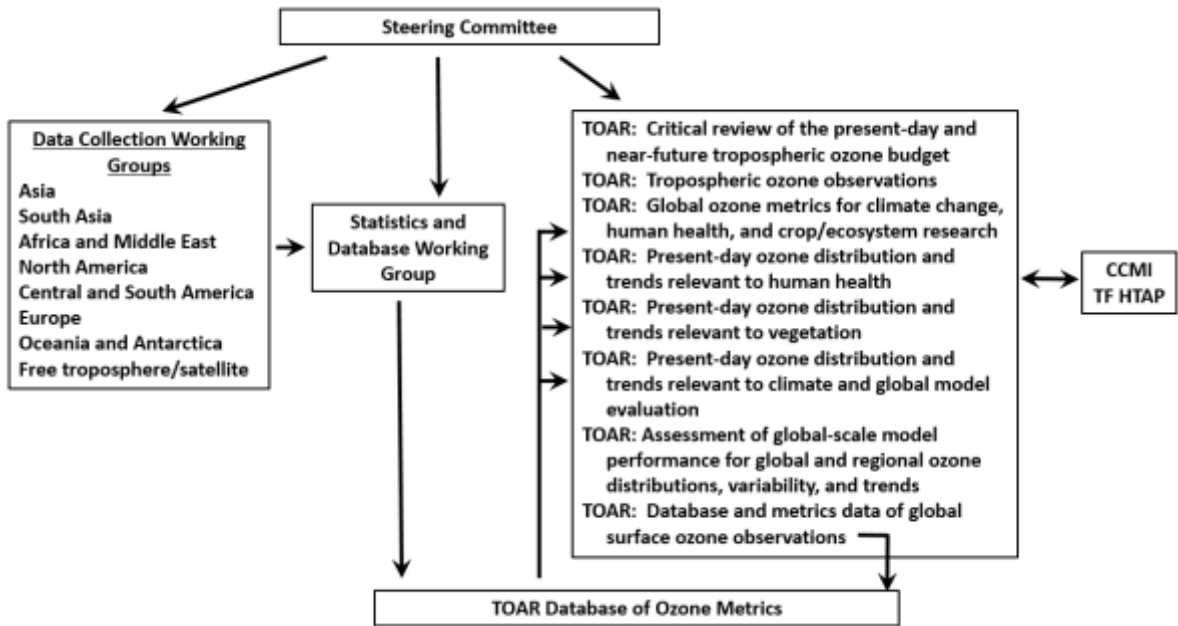 Steering Committee
Data Collection Working
Groups
Asia
South Asia
Africa and Middle East
North America
Central and South America
Europe
Oceania and Antarctica
Free troposphere/satellite
Statistics and
Database Working
Group
TOAR: Critical review of the present-day and
near-future tropospheric ozone budget
TOAR: Tropospheric ozone observations
TOAR: Global ozone metrics for climate change,
human health, and crop/ecosystem research
TOAR: Present-day ozone distribution and
trends relevant to human health
TOAR: Present-day ozone distribution and
trends relevant to vegetation
TOAR: Present-day ozone distribution and
trends relevant to climate and global model
evaluation
TOAR: Assessment of global-scale model
performance for global and regional ozone
distributions, variability, and trends
TOAR: Database and metrics data of global
surface ozone observations
CCMI
TF HTAP
TOAR Database of Ozone Metrics